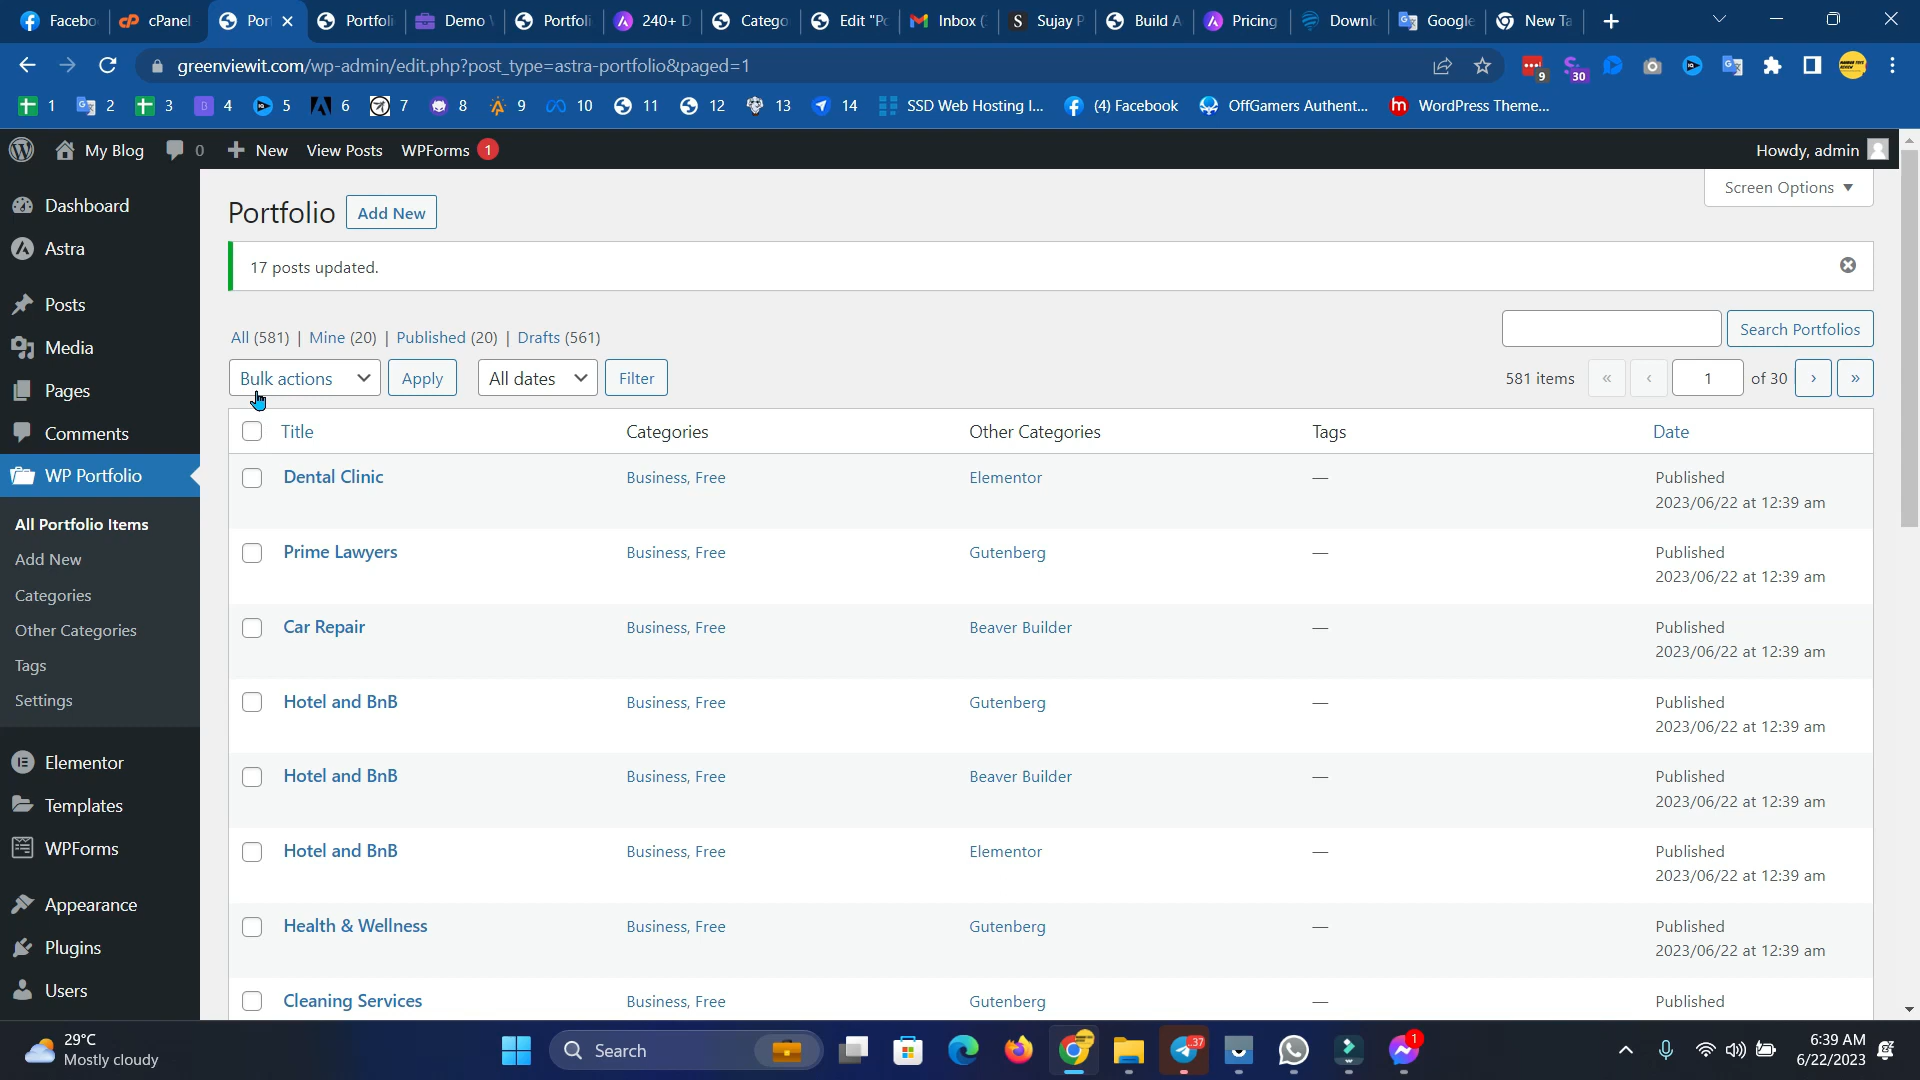 Facebo cPanel Por Portfoli Demo Portfoli 240+ D Catego Edit "Po Inbox ( Sujay P Build A Pricing Downlo Google New Ta
greenviewit.com/wp-admin/edit.php?post_type=astra-portfolio&paged=1 9 30
1 2 3 4 5 6 7 8 9 10 11 12 13 14 SSD Web Hosting I... (4) Facebook OffGamers Authent... WordPress Theme...
My Blog 0 New View Posts WPForms 1 Howdy, admin
Screen Options
Dashboard
Astra
Posts
Media
Pages
Comments
WP Portfolio
All Portfolio Items
Add New
Categories
Other Categories
Tags
Settings
Elementor
Templates
WPForms
Appearance
Plugins
Users
Portfolio Add New
17 posts updated.
All (581) | Mine (20) | Published (20) | Drafts (561)
Search Portfolios
Bulk actions Apply All dates Filter 581 items « ‹ 1 of 30 › »
Title Categories Other Categories Tags Date
Dental Clinic Business, Free Elementor — Published
2023/06/22 at 12:39 am
Prime Lawyers Business, Free Gutenberg — Published
2023/06/22 at 12:39 am
Car Repair Business, Free Beaver Builder — Published
2023/06/22 at 12:39 am
Hotel and BnB Business, Free Gutenberg — Published
2023/06/22 at 12:39 am
Hotel and BnB Business, Free Beaver Builder — Published
2023/06/22 at 12:39 am
Hotel and BnB Business, Free Elementor — Published
2023/06/22 at 12:39 am
Health & Wellness Business, Free Gutenberg — Published
2023/06/22 at 12:39 am
Cleaning Services Business, Free Gutenberg — Published
29°C
Mostly cloudy
Search
37
1
6:39 AM
6/22/2023